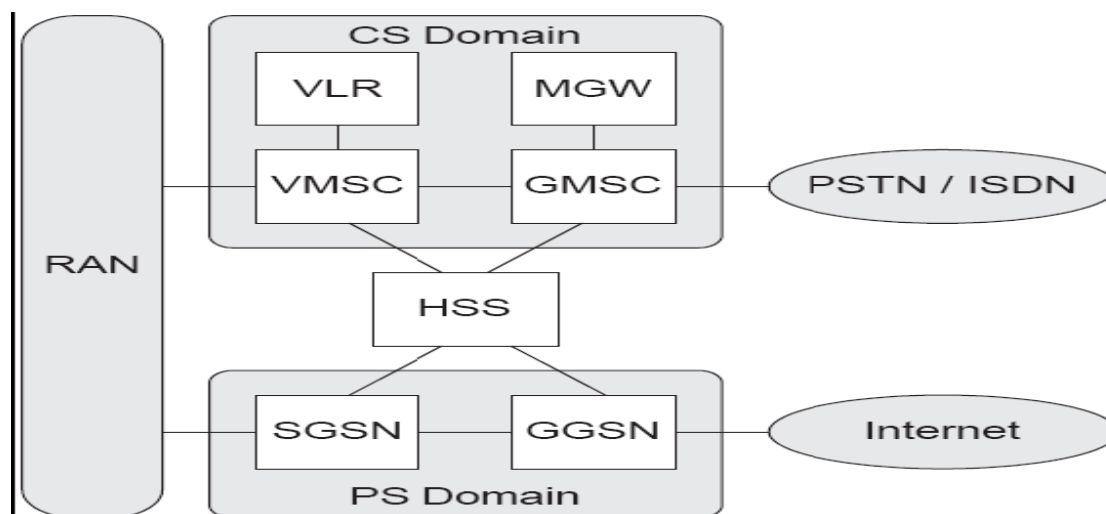 CS Domain
VLR
MGW
VMSC
GMSC
PSTN / ISDN
RAN
HSS
SGSN
GGSN
Internet
PS Domain